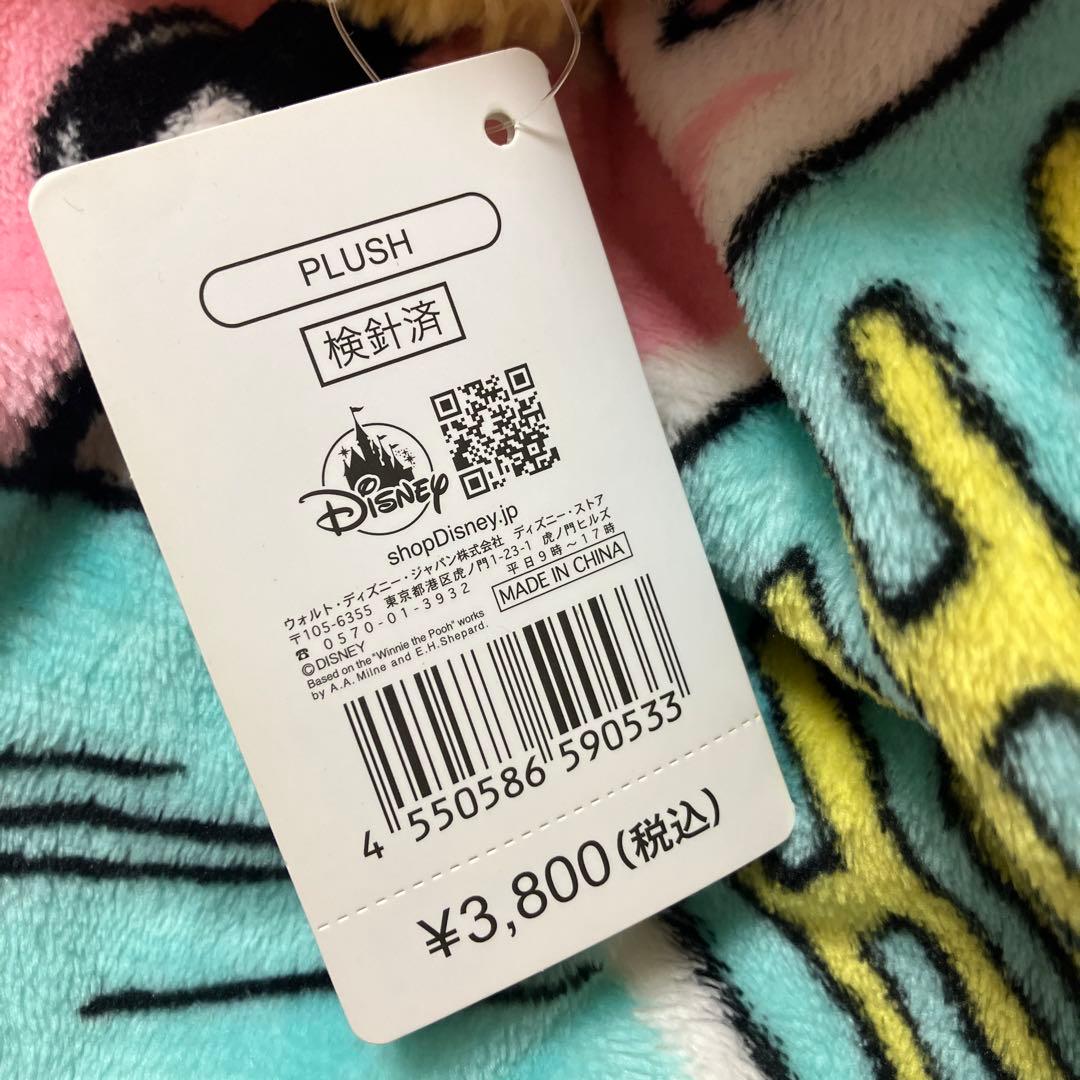 PLUSH
検針済
Disney
shopDisney.jp
ウォルト・ディズニー・ジャパン株式会社 ディズニー・ストア
〒105-6355 東京都港区虎ノ門1-23-1 虎ノ門ヒルズ
☎ 0570-01-3932 平日9時～17時
©DISNEY
MADE IN CHINA
Based on the "Winnie the Pooh" works
by A.A. Milne and E.H.Shepard.
4 550586 590533
¥3,800(税込)